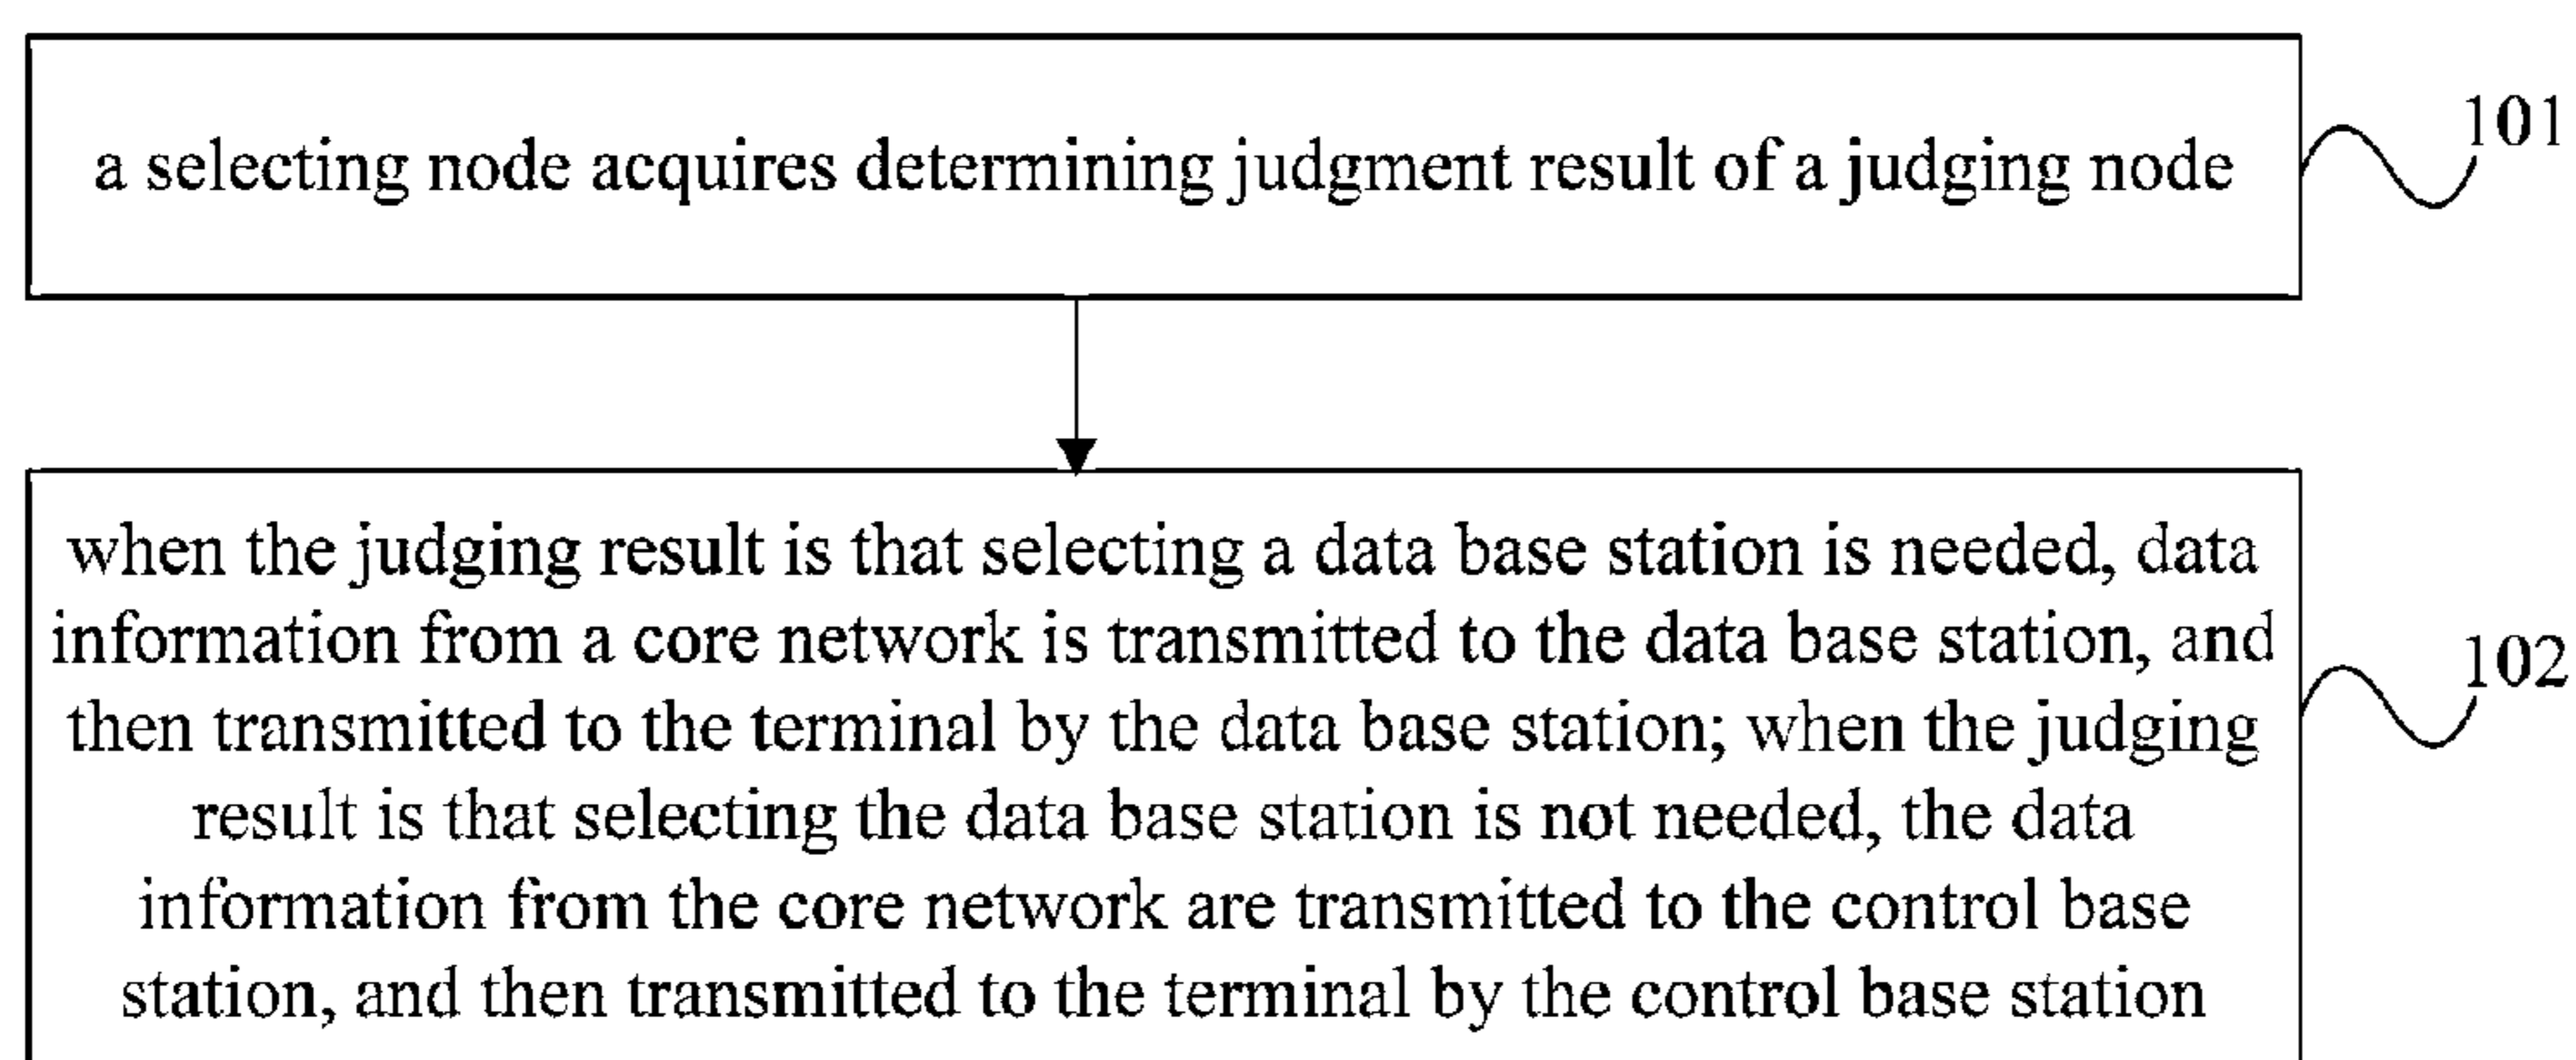 a selecting node acquires determining judgment result of a judging node
101
when the judging result is that selecting a data base station is needed, data
information from a core network is transmitted to the data base station, and
then transmitted to the terminal by the data base station; when the judging
result is that selecting the data base station is not needed, the data
information from the core network are transmitted to the control base
station, and then transmitted to the terminal by the control base station
102